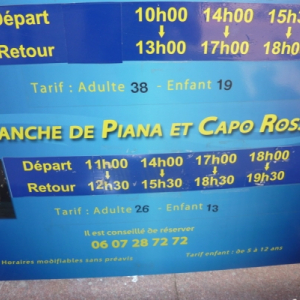 Départ 10h00 14h00 15h
Retour 13h00 17h00 18h0
Tarif : Adulte 38 - Enfant 19
ANCHE DE PIANA ET CAPO ROS
Départ 11h00 14h00 17h00 18h00
Retour 12h30 15h30 18h30 19h30
Tarif : Adulte 26 - Enfant 13
Il est conseillé de réserver
06 07 28 72 72
Horaires modifiables sans préavis
Tarif enfant : de 5 à 12 ans